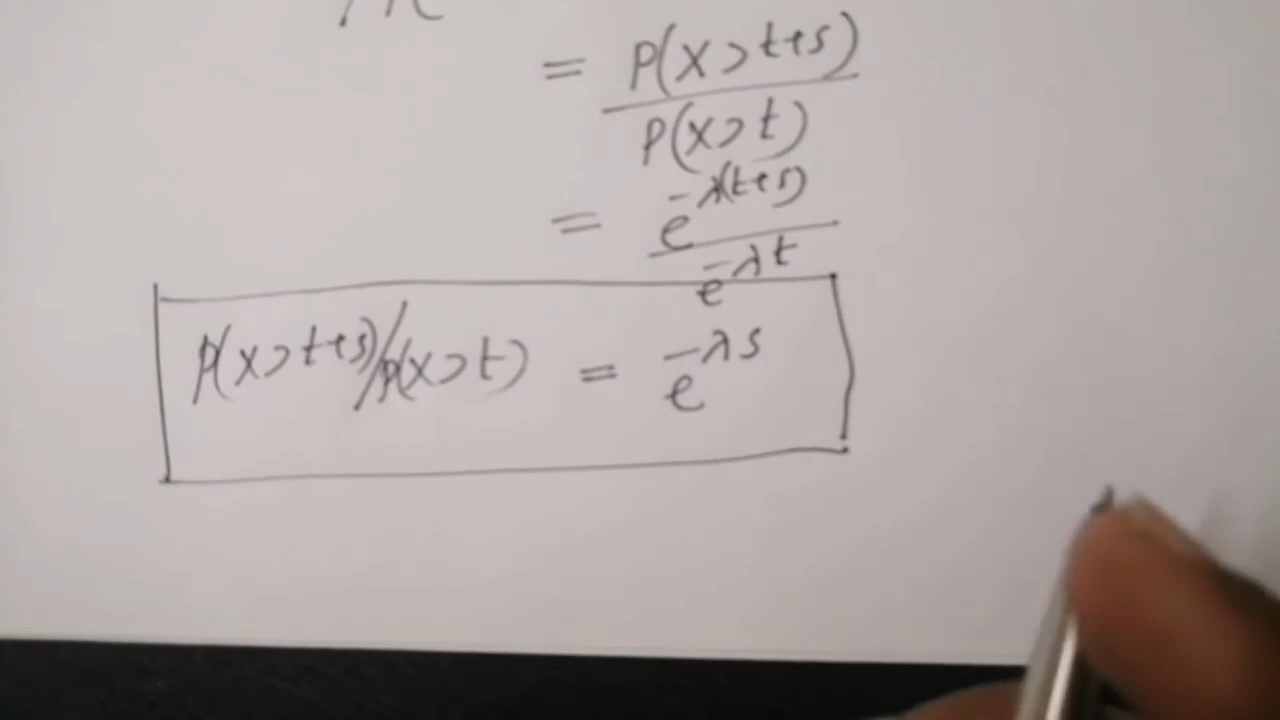 = P(X>t+s)
P(X>t)
= e^-λ(t+s)
e^-λt
P(X>t+s)/P(X>t) = e^-λs